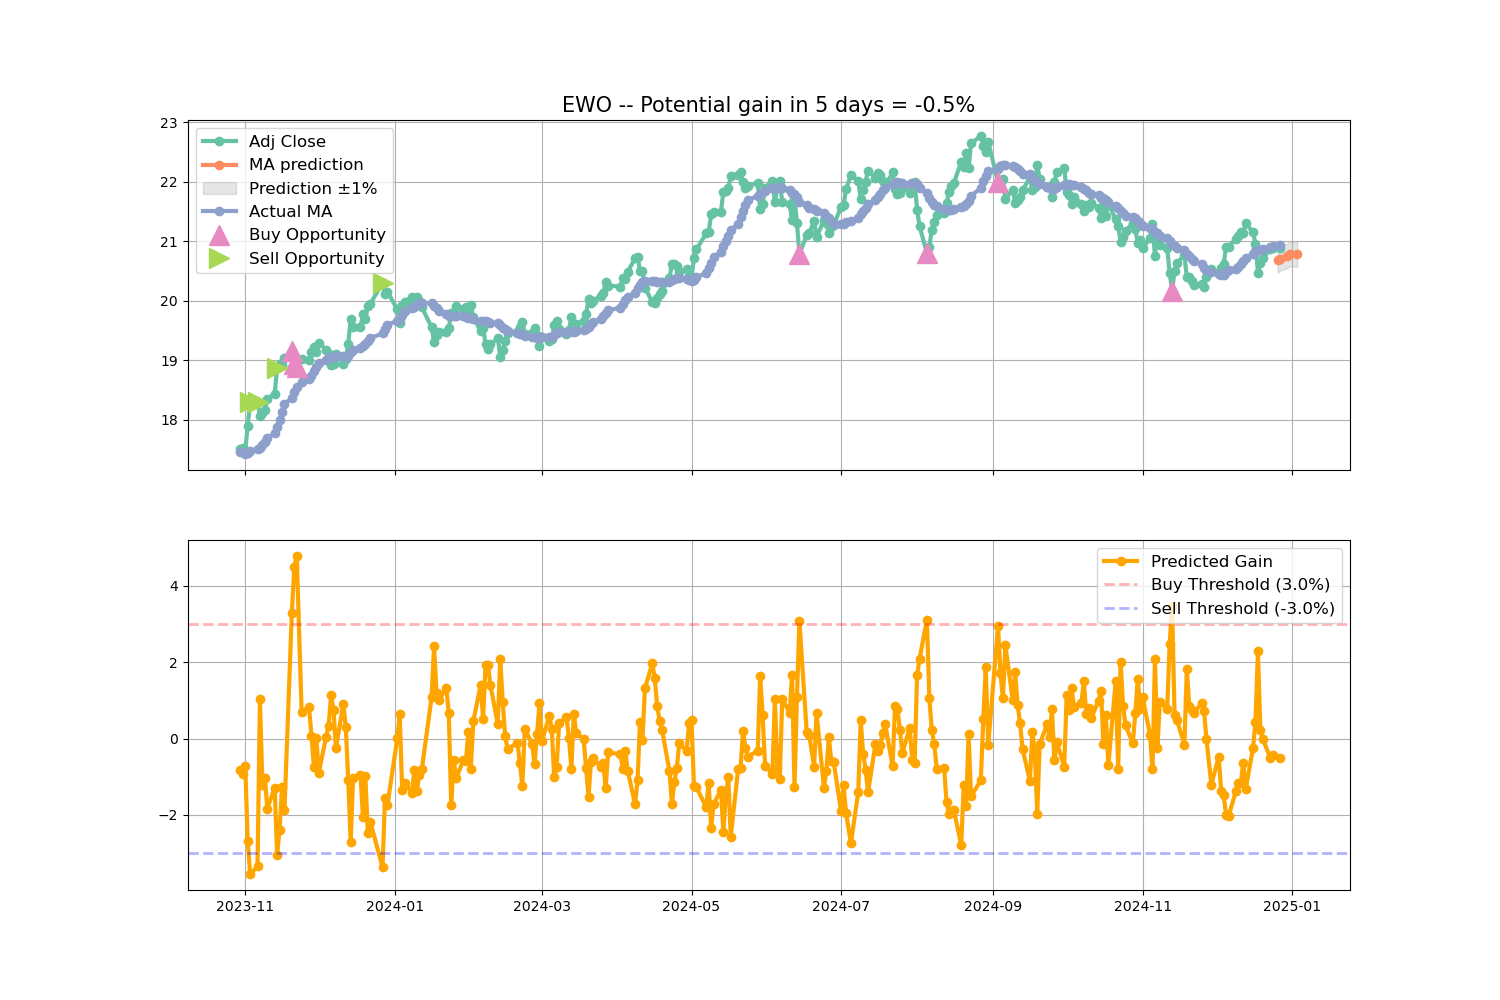 EWO -- Potential gain in 5 days = -0.5%
23
22
21
20
19
18
Adj Close
MA prediction
Prediction ±1%
Actual MA
Buy Opportunity
Sell Opportunity
4
2
0
−2
Predicted Gain
Buy Threshold (3.0%)
Sell Threshold (-3.0%)
2023-11 2024-01 2024-03 2024-05 2024-07 2024-09 2024-11 2025-01